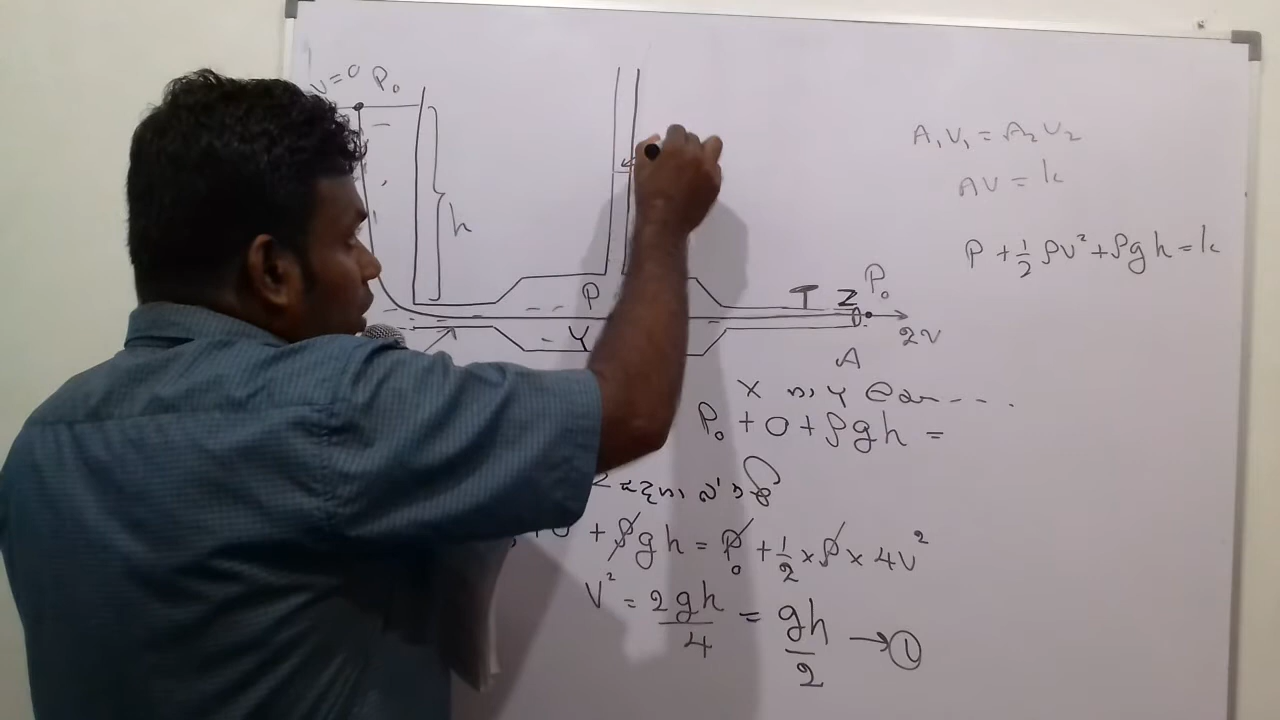 v=0 P₀
A₁V₁ = A₂V₂
AV = k
h
P + ½ρv² + ρgh = k
P
T Z P₀
Y
2v
A
P₀ + 0 + ρgh =
+ ρgh = P₀ + ½ × ρ × 4v²
V² = 2gh/4 = gh/2 → ①